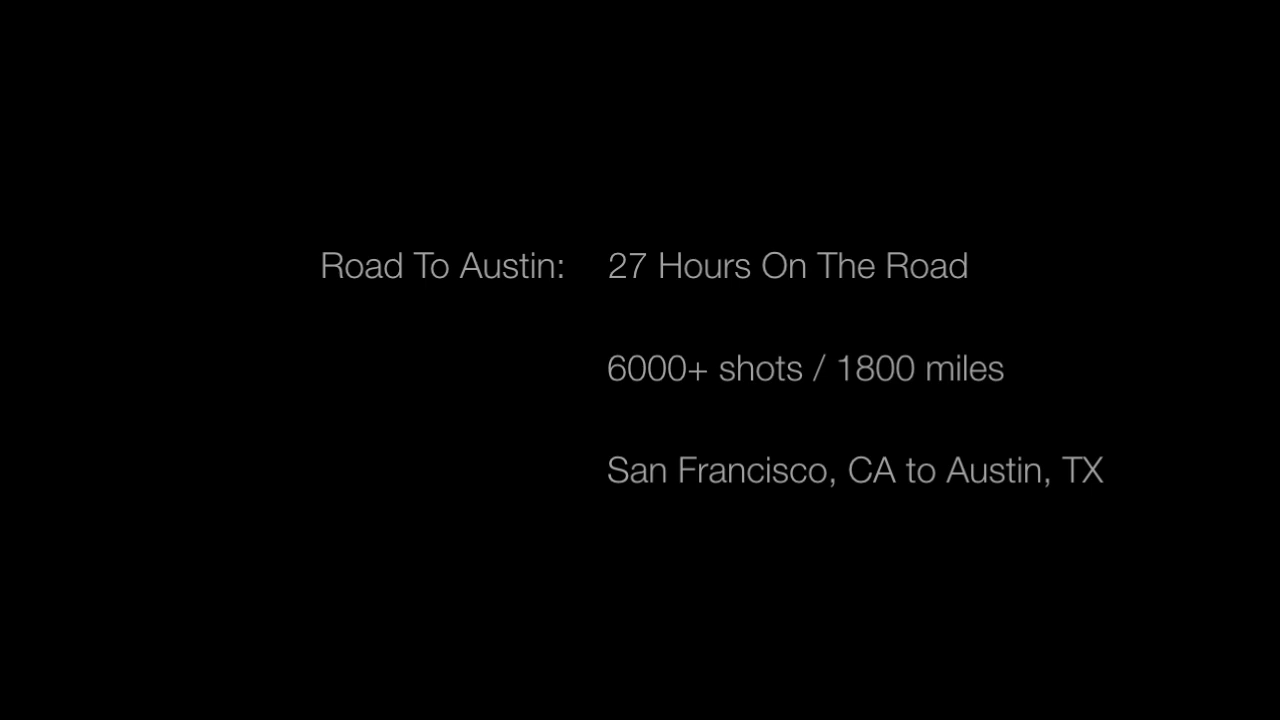 Road To Austin: 27 Hours On The Road
6000+ shots / 1800 miles
San Francisco, CA to Austin, TX